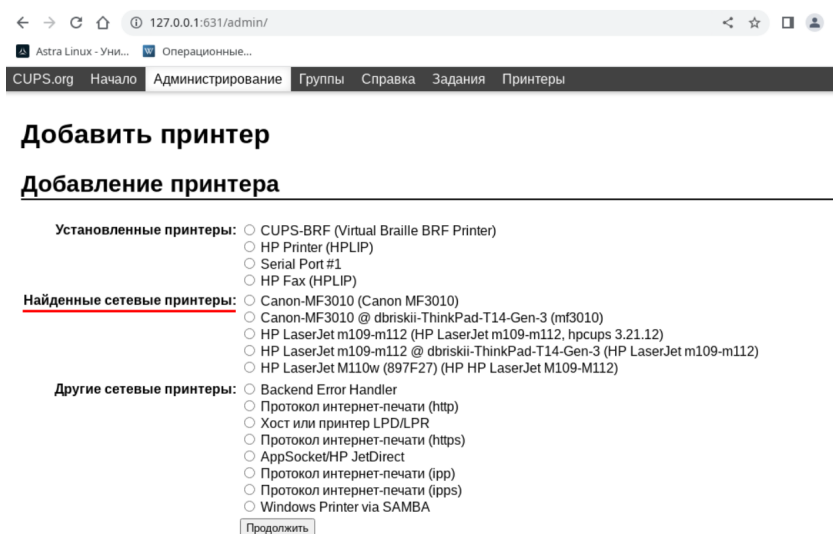 127.0.0.1:631/admin/
Astra Linux - Уни... Операционные...
CUPS.org Начало Администрирование Группы Справка Задания Принтеры
Добавить принтер
Добавление принтера
Установленные принтеры: CUPS-BRF (Virtual Braille BRF Printer)
HP Printer (HPLIP)
Serial Port #1
HP Fax (HPLIP)
Найденные сетевые принтеры: Canon-MF3010 (Canon MF3010)
Canon-MF3010 @ dbriskii-ThinkPad-T14-Gen-3 (mf3010)
HP LaserJet m109-m112 (HP LaserJet m109-m112, hpcups 3.21.12)
HP LaserJet m109-m112 @ dbriskii-ThinkPad-T14-Gen-3 (HP LaserJet m109-m112)
HP LaserJet M110w (897F27) (HP HP LaserJet M109-M112)
Другие сетевые принтеры: Backend Error Handler
Протокол интернет-печати (http)
Хост или принтер LPD/LPR
Протокол интернет-печати (https)
AppSocket/HP JetDirect
Протокол интернет-печати (ipp)
Протокол интернет-печати (ipps)
Windows Printer via SAMBA
Продолжить